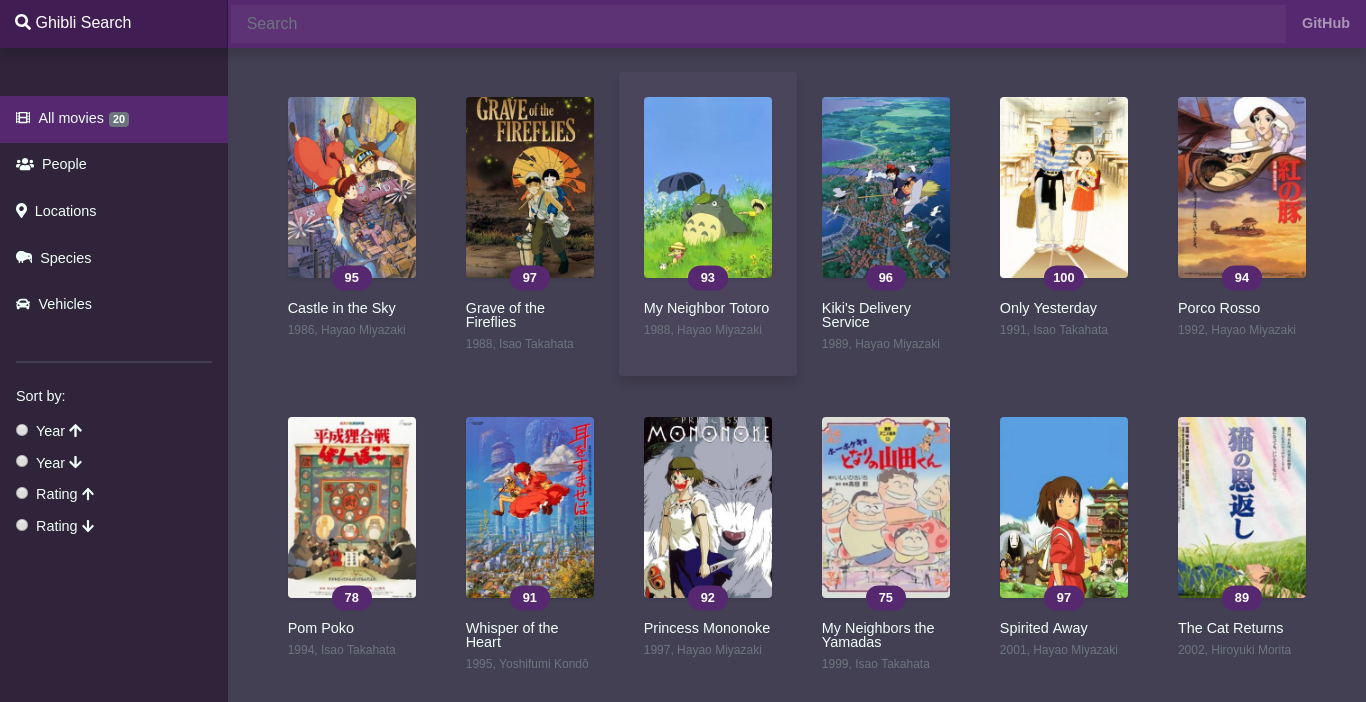 Ghibli Search
Search
GitHub
All movies 20
People
Locations
Species
Vehicles
Sort by:
Year
Year
Rating
Rating
GRAVE of the
FIREFLIES
紅の豚
95
97
93
96
100
94
Castle in the Sky
Grave of the
Fireflies
My Neighbor Totoro
Kiki's Delivery
Service
Only Yesterday
Porco Rosso
1986, Hayao Miyazaki
1988, Isao Takahata
1988, Hayao Miyazaki
1989, Hayao Miyazaki
1991, Isao Takahata
1992, Hayao Miyazaki
平成狸合戦
ぽんぽこ
耳をすませば
PRINCESS
MONONOKE
ホーホケキョ
となりの山田くん
猫の恩返し
78
91
92
75
97
89
Pom Poko
Whisper of the
Heart
Princess Mononoke
My Neighbors the
Yamadas
Spirited Away
The Cat Returns
1994, Isao Takahata
1995, Yoshifumi Kondō
1997, Hayao Miyazaki
1999, Isao Takahata
2001, Hayao Miyazaki
2002, Hiroyuki Morita